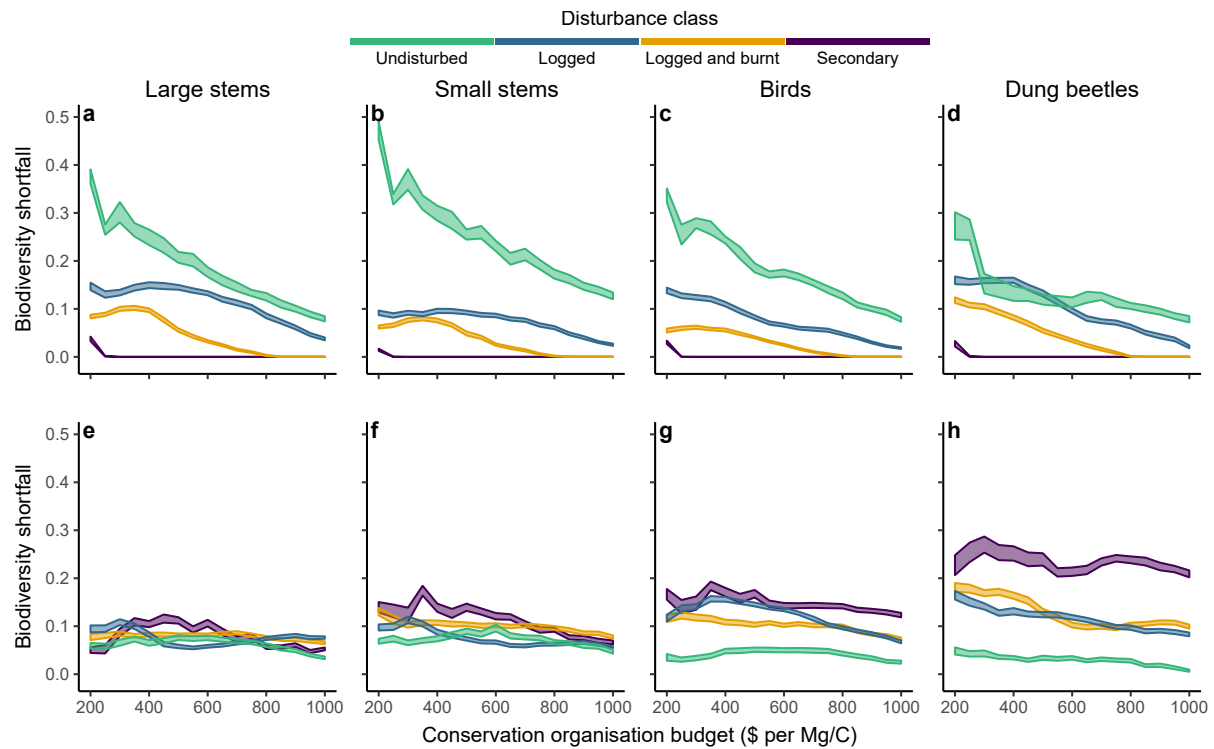 Disturbance class
Undisturbed Logged Logged and burnt Secondary
Large stems Small stems Birds Dung beetles
a b c d
Biodiversity shortfall
0.5
0.4
0.3
0.2
0.1
0.0
e f g h
Biodiversity shortfall
0.5
0.4
0.3
0.2
0.1
0.0
200 400 600 800 1000 200 400 600 800 1000 200 400 600 800 1000 200 400 600 800 1000
Conservation organisation budget ($ per Mg/C)